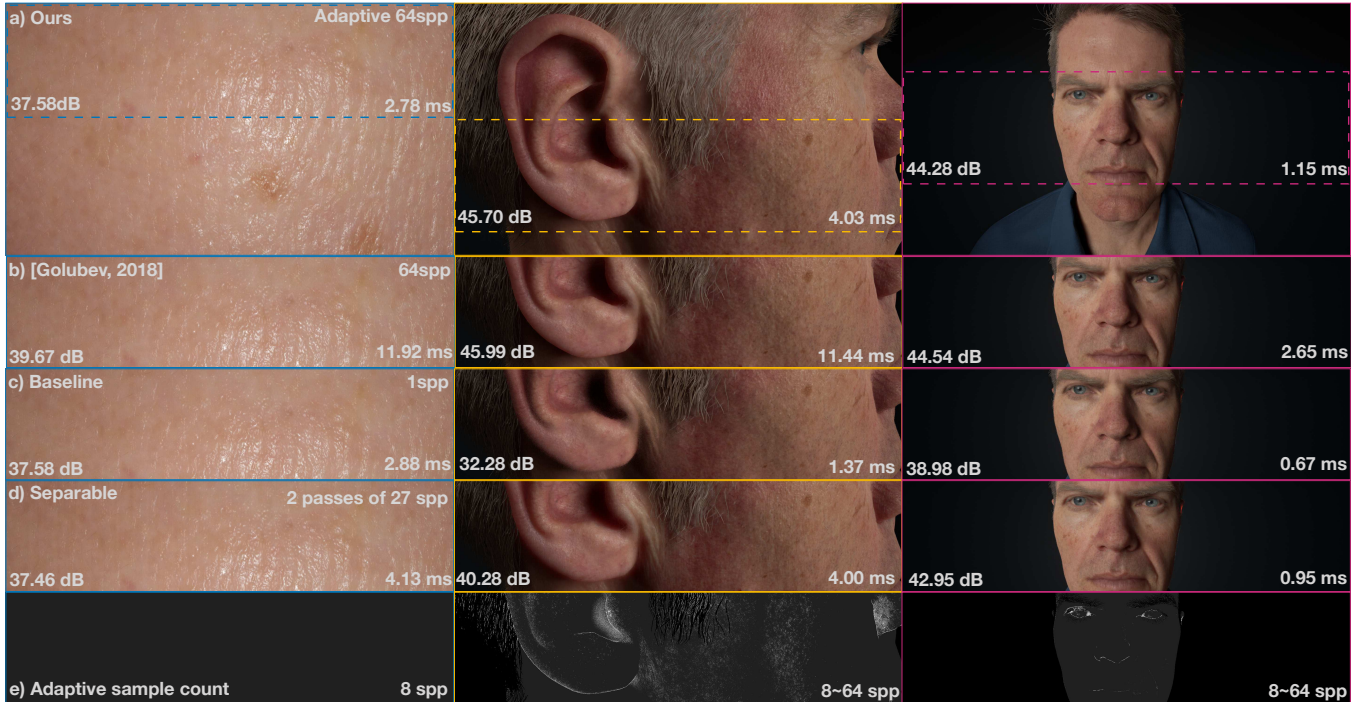 a) Ours
Adaptive 64spp
37.58dB
2.78 ms
45.70 dB
4.03 ms
44.28 dB
1.15 ms
b) [Golubev, 2018]
64spp
39.67 dB
11.92 ms
45.99 dB
11.44 ms
44.54 dB
2.65 ms
c) Baseline
1spp
37.58 dB
2.88 ms
32.28 dB
1.37 ms
38.98 dB
0.67 ms
d) Separable
2 passes of 27 spp
37.46 dB
4.13 ms
40.28 dB
4.00 ms
42.95 dB
0.95 ms
e) Adaptive sample count
8 spp
8~64 spp
8~64 spp